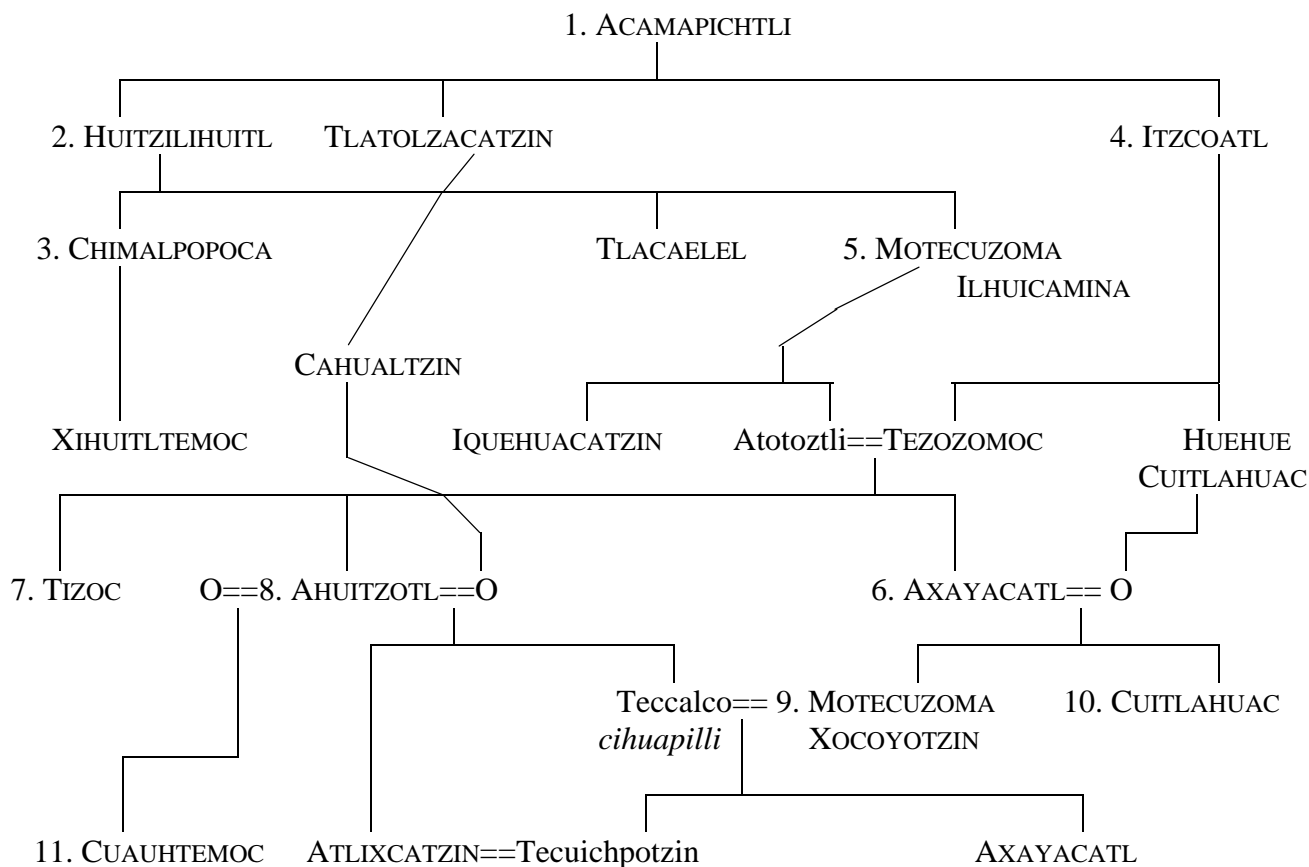 1. ACAMAPICHTLI
2. HUITZILIHUITL TLATOLZACATZIN 4. ITZCOATL
3. CHIMALPOPOCA TLACAELEL 5. MOTECUZOMA
ILHUICAMINA
CAHUALTZIN
XIHUITLTEMOC IQUEHUACATZIN Atotoztli==TEZOZOMOC HUEHUE
CUITLAHUAC
7. TIZOC O==8. AHUITZOTL==O 6. AXAYACATL== O
Teccalco== 9. MOTECUZOMA 10. CUITLAHUAC
cihuapilli XOCOYOTZIN
11. CUAUHTEMOC ATLIXCATZIN==Tecuichpotzin AXAYACATL